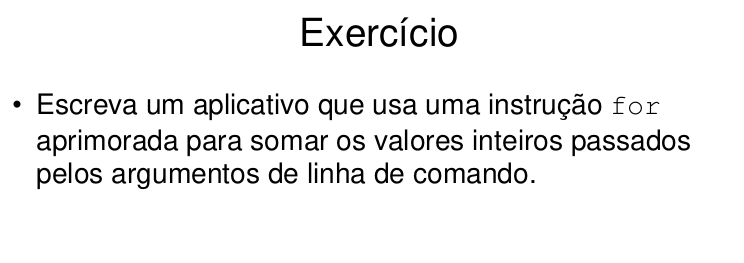 Exercício
• Escreva um aplicativo que usa uma instrução for
aprimorada para somar os valores inteiros passados
pelos argumentos de linha de comando.